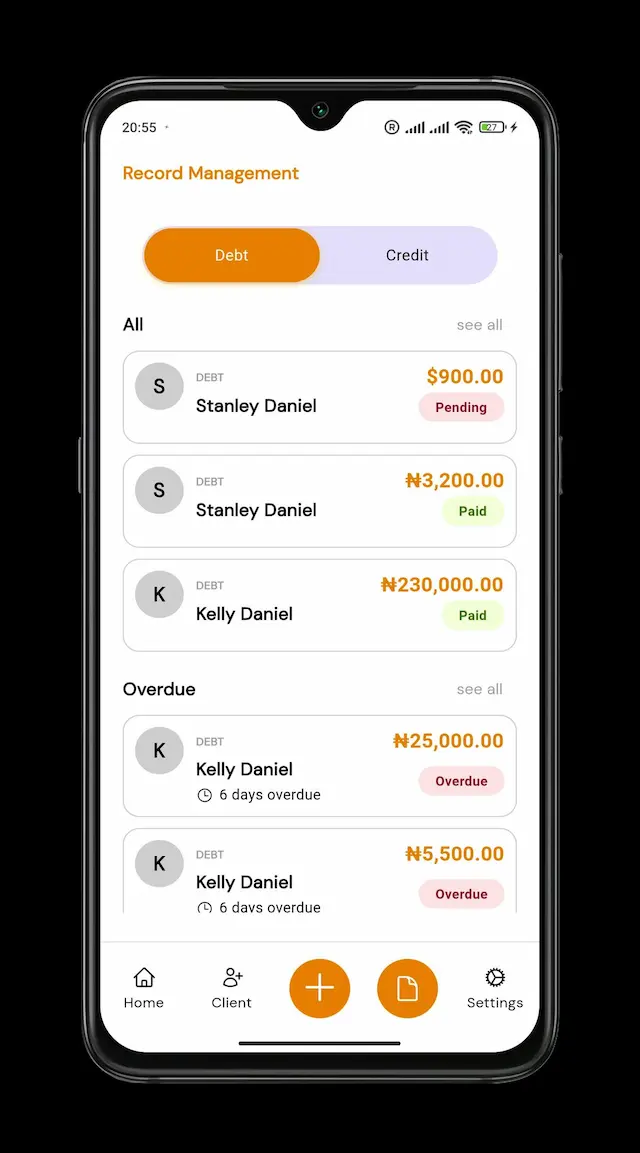 20:55
R 27
Record Management
Debt Credit
All see all
S DEBT $900.00
Stanley Daniel Pending
S DEBT ₦3,200.00
Stanley Daniel Paid
K DEBT ₦230,000.00
Kelly Daniel Paid
Overdue see all
K DEBT ₦25,000.00
Kelly Daniel Overdue
6 days overdue
K DEBT ₦5,500.00
Kelly Daniel Overdue
6 days overdue
Home Client Settings